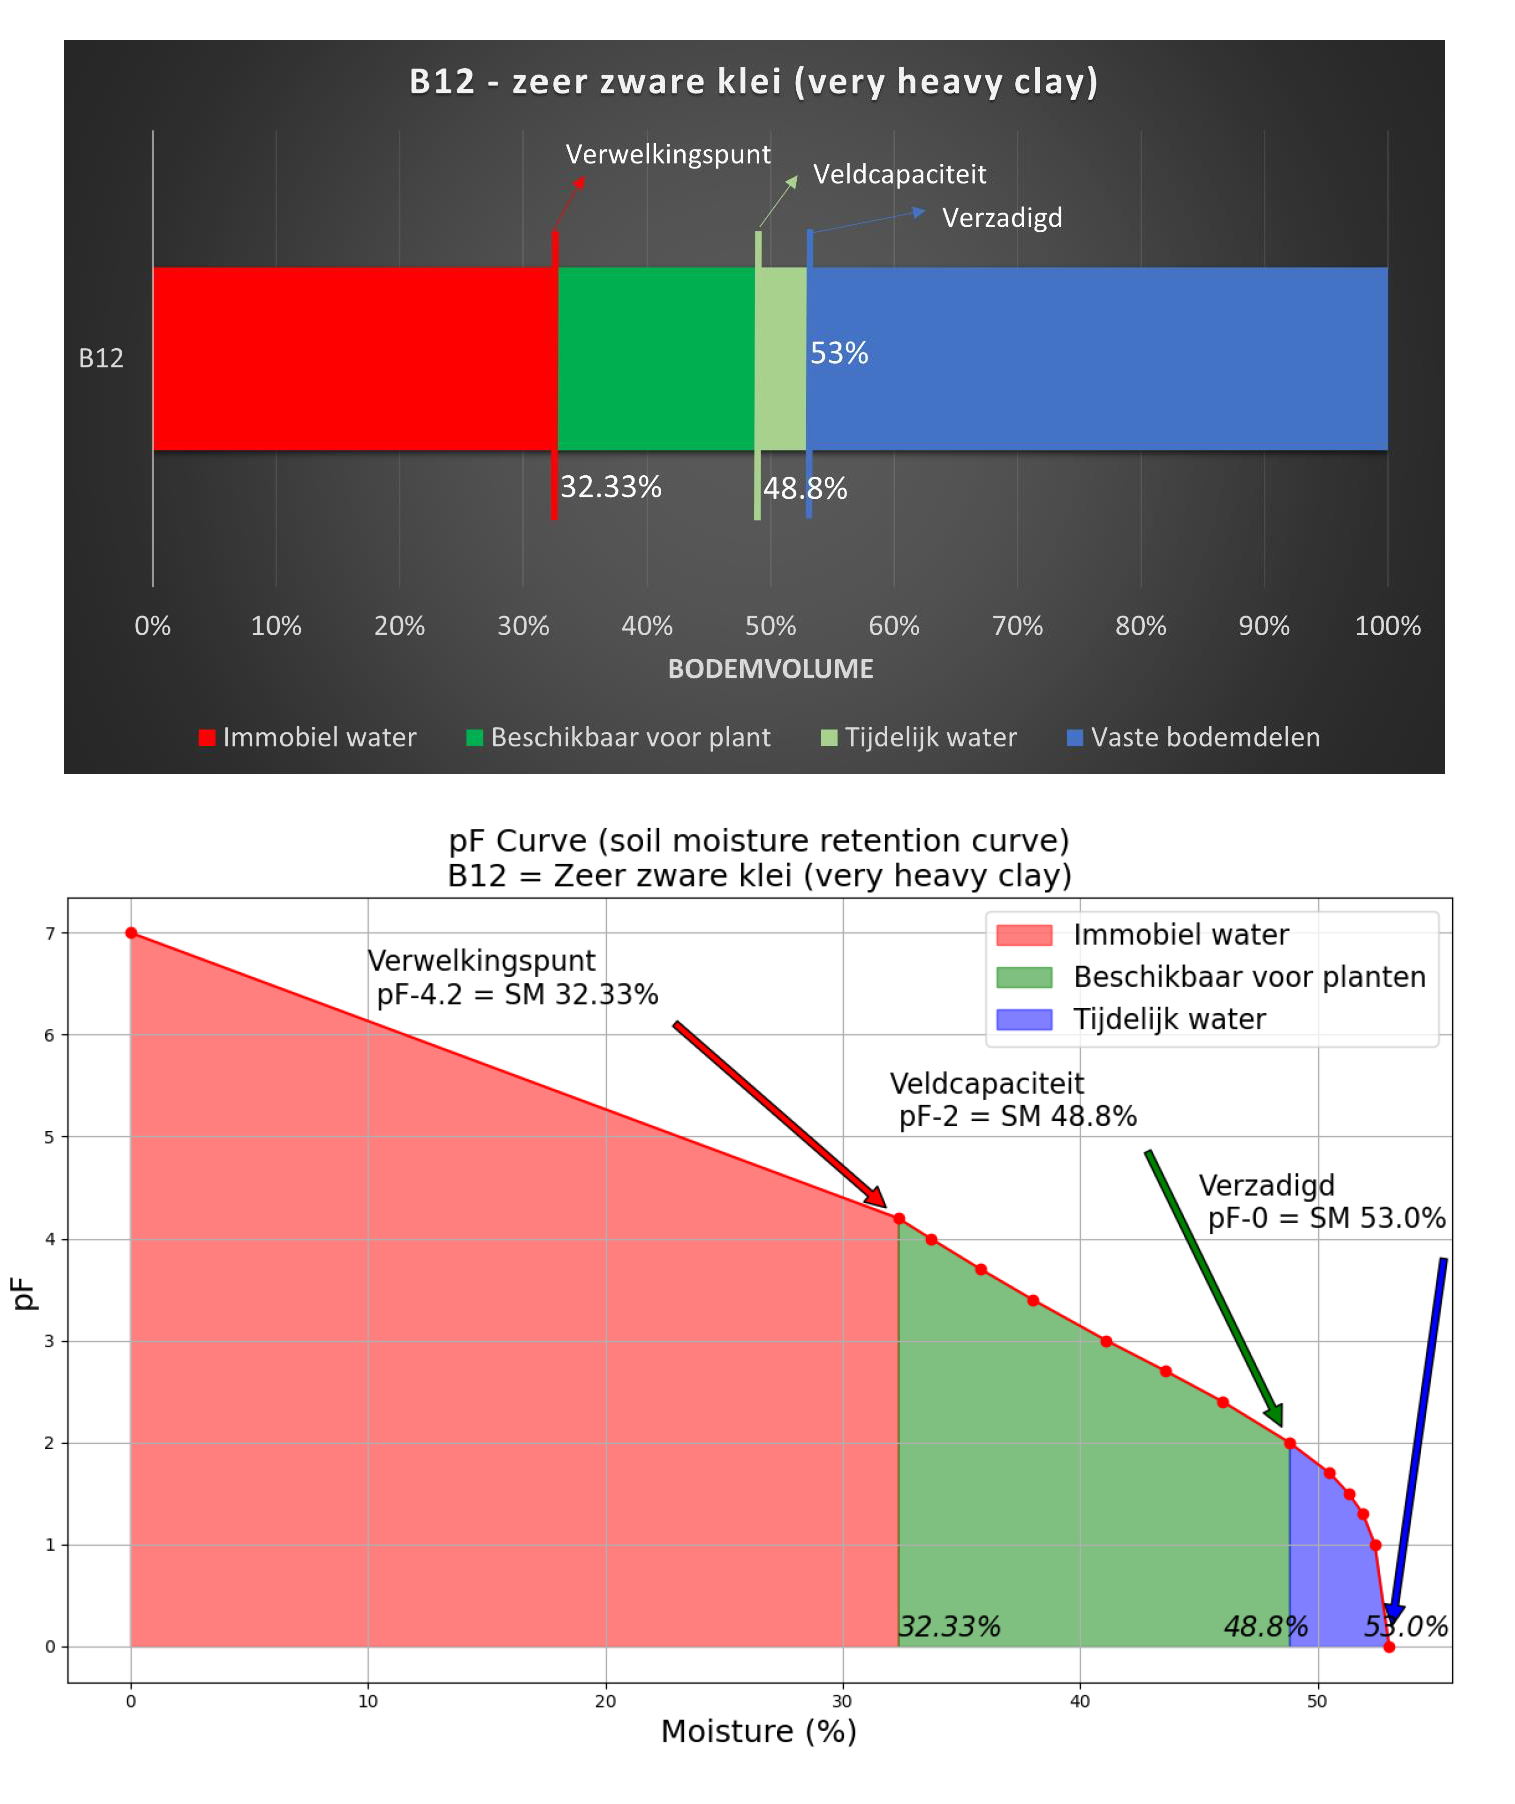 B12 - zeer zware klei (very heavy clay)
Verwelkingspunt
Veldcapaciteit
Verzadigd
B12
53%
32.33%
48.8%
0%
10%
20%
30%
40%
50%
60%
70%
80%
90%
100%
BODEMVOLUME
Immobiel water
Beschikbaar voor plant
Tijdelijk water
Vaste bodemdelen
pF Curve (soil moisture retention curve)
B12 = Zeer zware klei (very heavy clay)
Immobiel water
Beschikbaar voor planten
Tijdelijk water
Verwelkingspunt
pF-4.2 = SM 32.33%
Veldcapaciteit
pF-2 = SM 48.8%
Verzadigd
pF-0 = SM 53.0%
7
6
5
4
3
2
1
0
pF
32.33%
48.8%
53.0%
0
10
20
30
40
50
Moisture (%)